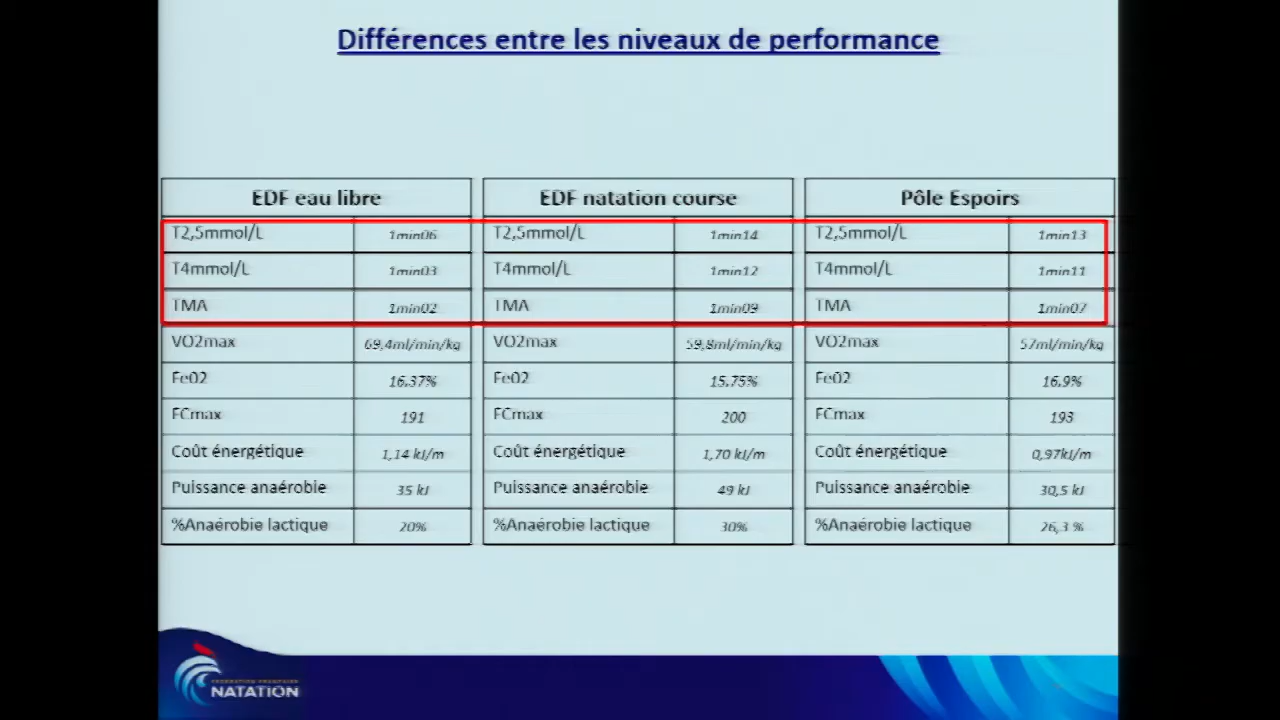 Différences entre les niveaux de performance
EDF eau libre
T2,5mmol/L 1min06
T4mmol/L 1min03
TMA 1min02
VO2max 69,4ml/min/kg
Fe02 16.37%
FCmax 191
Coût énergétique 1,14 kJ/m
Puissance anaérobie 35 kJ
%Anaérobie lactique 20%
EDF natation course
T2,5mmol/L 1min14
T4mmol/L 1min12
TMA 1min09
VO2max 59,8ml/min/kg
Fe02 15.75%
FCmax 200
Coût énergétique 1,70 kJ/m
Puissance anaérobie 49 kJ
%Anaérobie lactique 30%
Pôle Espoirs
T2,5mmol/L 1min13
T4mmol/L 1min11
TMA 1min07
VO2max 57ml/min/kg
Fe02 16.9%
FCmax 193
Coût énergétique 0,97kJ/m
Puissance anaérobie 30,5 kJ
%Anaérobie lactique 26,3 %
FEDERATION FRANÇAISE
NATATION